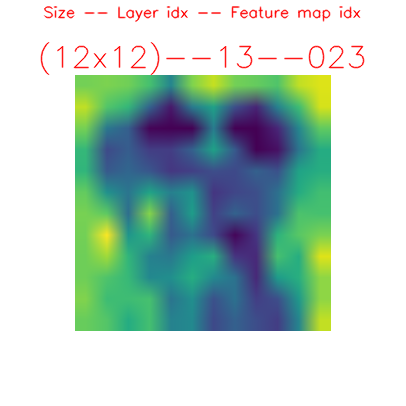 Size -- Layer idx -- Feature map idx
(12x12)--13--023